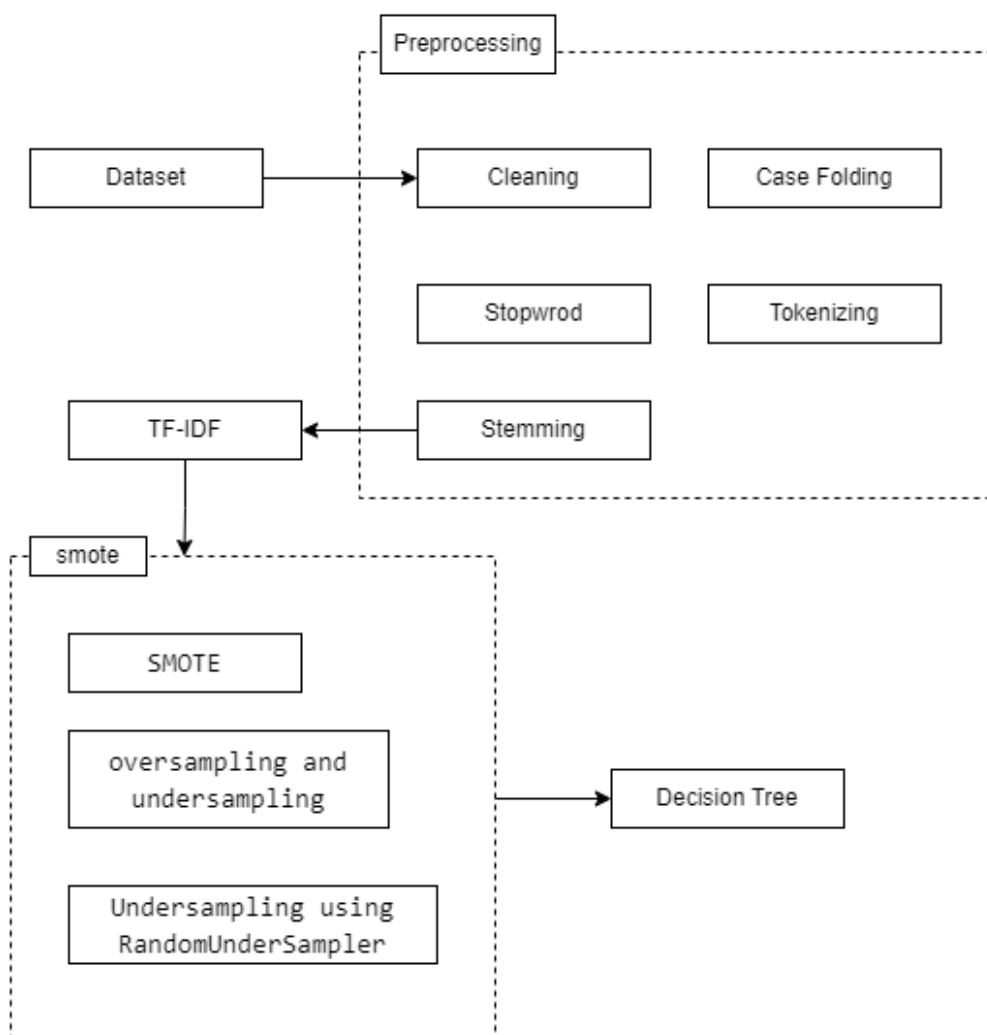 Preprocessing
Dataset
Cleaning
Case Folding
Stopwrod
Tokenizing
TF-IDF
Stemming
smote
SMOTE
oversampling and
undersampling
Decision Tree
Undersampling using
RandomUnderSampler